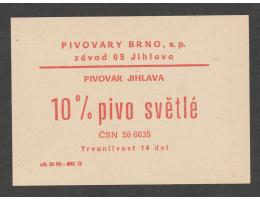 PIVOVARY BRNO, s.p.
závod 05 Jihlava
PIVOVAR JIHLAVA
10% pivo světlé
ČSN 56 6635
Trvanlivost 14 dní